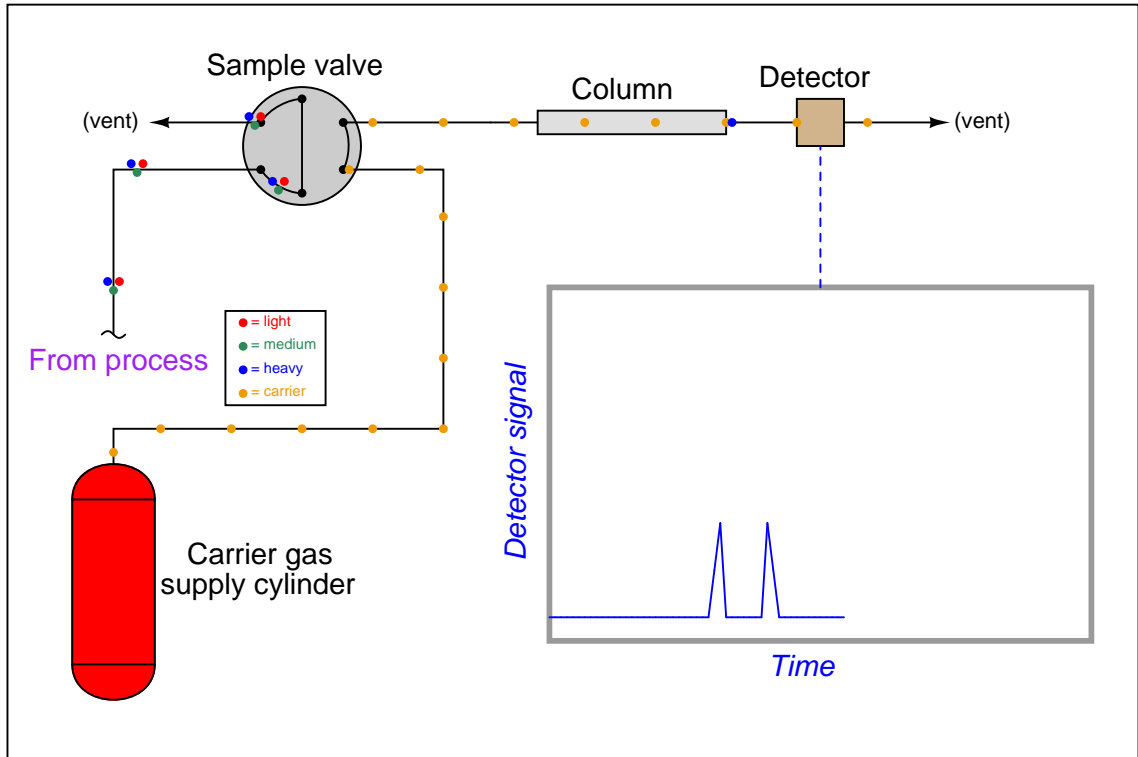 Sample valve
Column
Detector
(vent)
(vent)
= light
= medium
= heavy
= carrier
From process
Detector signal
Carrier gas
supply cylinder
Time